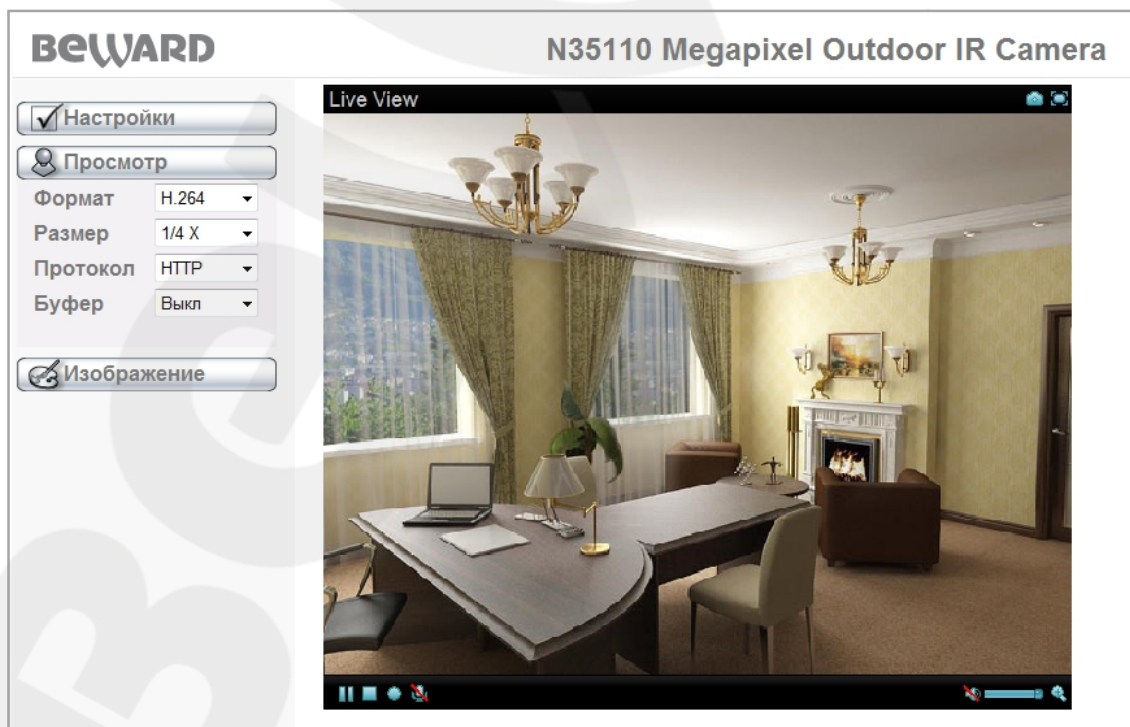 BEWARD
N35110 Megapixel Outdoor IR Camera
Настройки
Просмотр
Формат H.264
Размер 1/4 X
Протокол HTTP
Буфер Выкл
Изображение
Live View